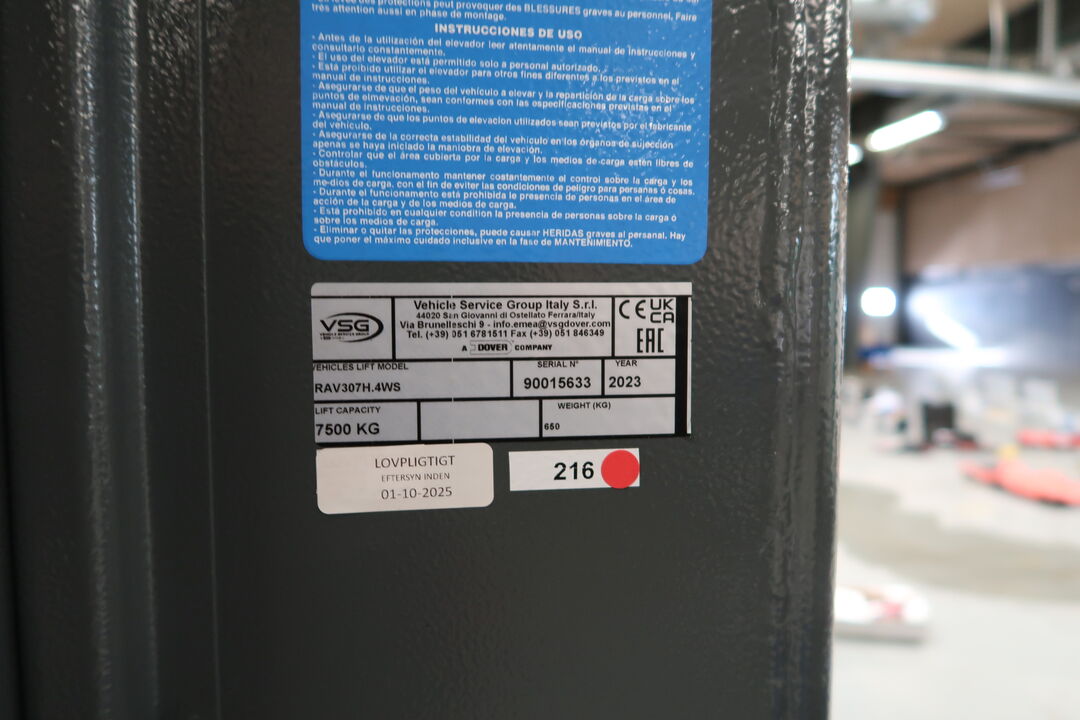 très attention aussi en phase de montage.
INSTRUCCIONES DE USO
- Antes de la utilización del elevador leer atentamente el manual de instrucciones y
consultarlo constantemente.
- El uso del elevador está permitido solo a personal autorizado.
- Está proibido utilizar el elevador para otros fines diferentes a los previstos en el
manual de instrucciones.
- Asegurarse de que el peso del vehículo a elevar y la repartición de la carga sobre los
puntos de elmevación, sean conformes con las especificaciones previstas en el
manual de instrucciones.
- Asegurarse de que los puntos de elevacion utilizados sean previstos por el fabricante
del vehículo.
- Asegurarse de la correcta estabilidad del vehículo en los órganos de sujección
apenas se haya iniciado la maniobra de elevación.
- Controlar que el área cubierta por la carga y los medios de carga estén libres de
obstáculos.
- Durante el funcionamento mantener costantemente el control sobre la carga y los
me-dios de carga, con el fin de eviter las condiciones de peligro para personas ó cosas.
- Durante el funcionamento está prohibida le presencia de personas en el area de
acción de la carga y de los medios de carga.
- Está prohibido en cualquier condition la presencia de personas sobre la carga ó
sobre los medios de carga.
- Eliminar o quitar las protecciones, puede causar HERIDAS graves al personal. Hay
que poner el máximo cuidado inclusive en la fase de MANTENIMIENTO.
VSG
Vehicle Service Group Italy S.r.l.
44020 San Giovanni di Ostellato Ferrara/Italy
Via Brunelleschi 9 - info.emea@vsgdover.com
Tel. (+39) 051 6781511 Fax (+39) 051 846349
A DOVER COMPANY
CE UK
CA
EAC
VEHICLES LIFT MODEL
RAV307H.4WS
SERIAL N°
90015633
YEAR
2023
LIFT CAPACITY
7500 KG
WEIGHT (KG)
650
LOVPLIGTIGT
EFTERSYN INDEN
01-10-2025
216